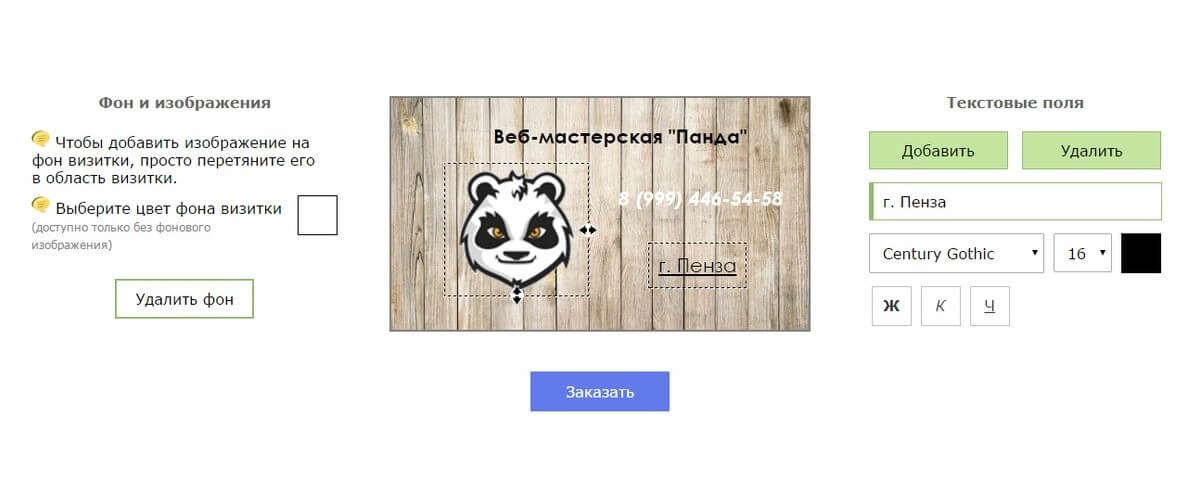 Фон и изображения
Чтобы добавить изображение на
фон визитки, просто перетяните его
в область визитки.
Выберите цвет фона визитки
(доступно только без фонового
изображения)
Удалить фон
Веб-мастерская "Панда"
8 (999) 446-54-58
г. Пенза
Заказать
Текстовые поля
Добавить
Удалить
г. Пенза
Century Gothic
16
Ж
К
Ч